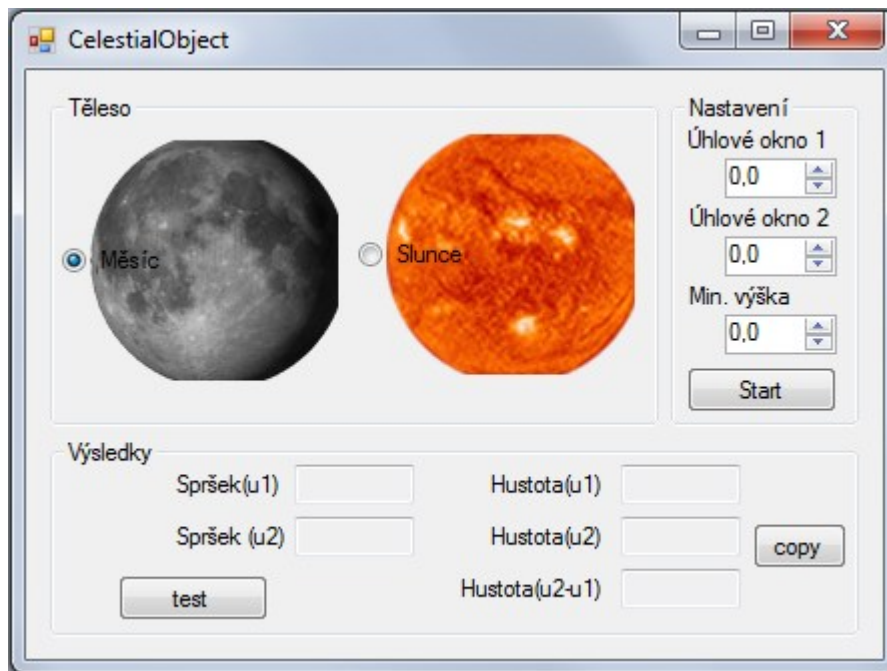 CelestialObject
Těleso
Měsíc
Slunce
Nastavení
Úhlové okno 1
0,0
Úhlové okno 2
0,0
Min. výška
0,0
Start
Výsledky
Spršek(u1)
Hustota(u1)
Spršek (u2)
Hustota(u2)
copy
test
Hustota(u2-u1)